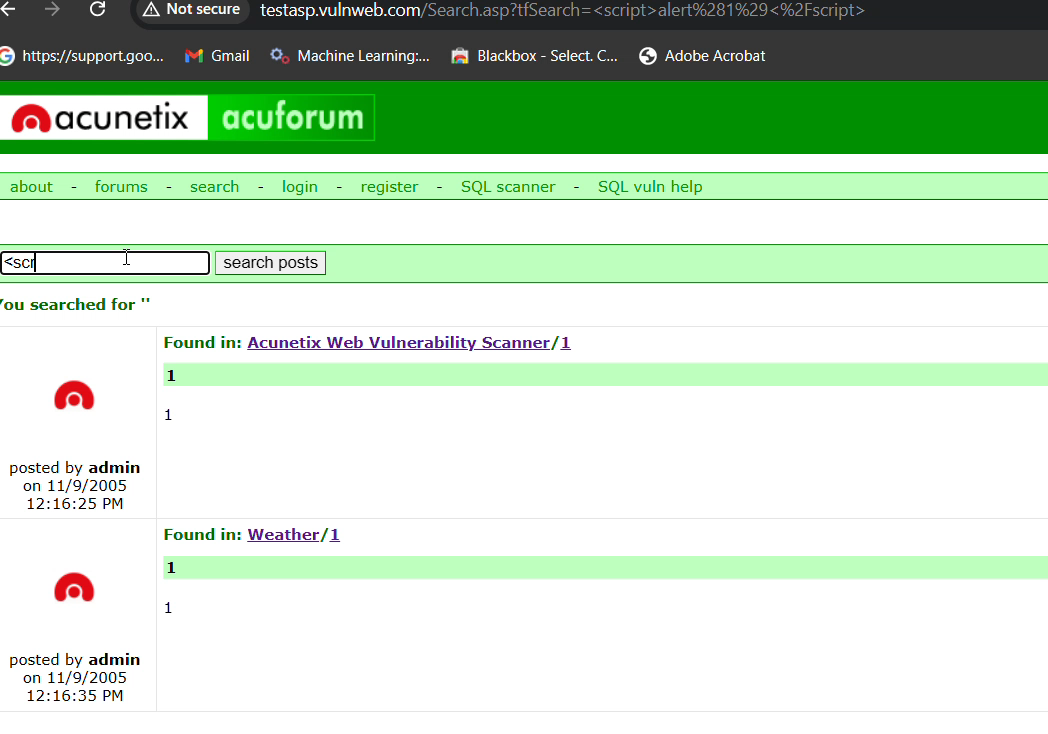 Not secure testasp.vulnweb.com/Search.asp?tfSearch=<script>alert%281%29<%2Fscript>
https://support.goo... Gmail Machine Learning:... Blackbox - Select. C... Adobe Acrobat
acunetix acuforum
about - forums - search - login - register - SQL scanner - SQL vuln help
<scr search posts
You searched for ''
Found in: Acunetix Web Vulnerability Scanner/1
1
1
posted by admin
on 11/9/2005
12:16:25 PM
Found in: Weather/1
1
1
posted by admin
on 11/9/2005
12:16:35 PM